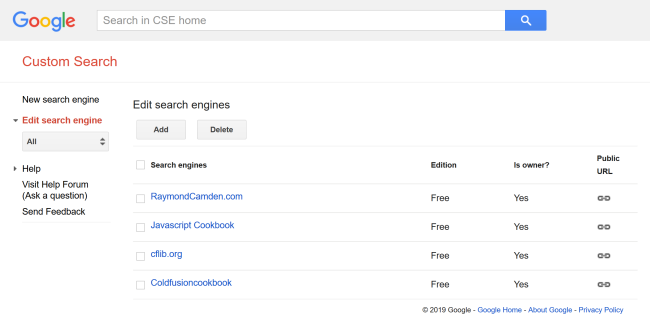 Google
Search in CSE home
Custom Search
New search engine
Edit search engine
All
Help
Visit Help Forum
(Ask a question)
Send Feedback
Edit search engines
Add Delete
Search engines Edition Is owner? Public
URL
RaymondCamden.com Free Yes
Javascript Cookbook Free Yes
cflib.org Free Yes
Coldfusioncookbook Free Yes
© 2019 Google - Google Home - About Google - Privacy Policy